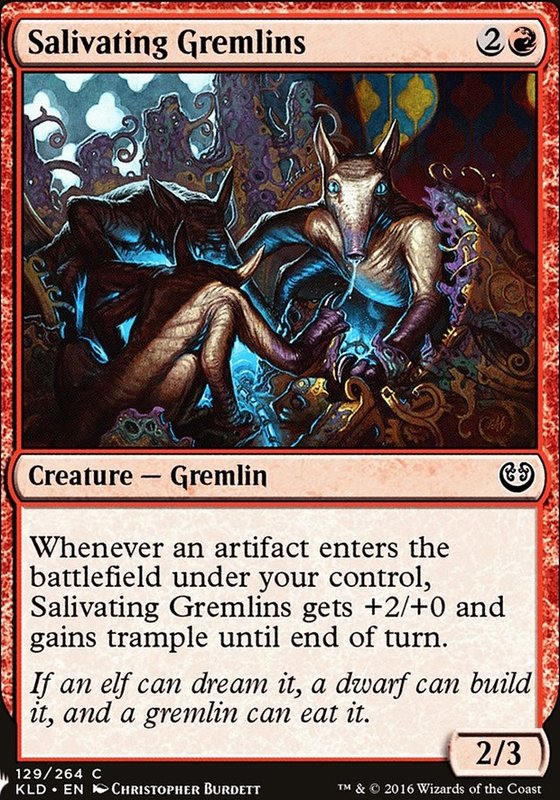 Salivating Gremlins 2
Creature — Gremlin
Whenever an artifact enters the
battlefield under your control,
Salivating Gremlins gets +2/+0 and
gains trample until end of turn.
If an elf can dream it, a dwarf can build
it, and a gremlin can eat it.
2/3
129/264 C
KLD • EN Christopher Burdett
™ & © 2016 Wizards of the Coast